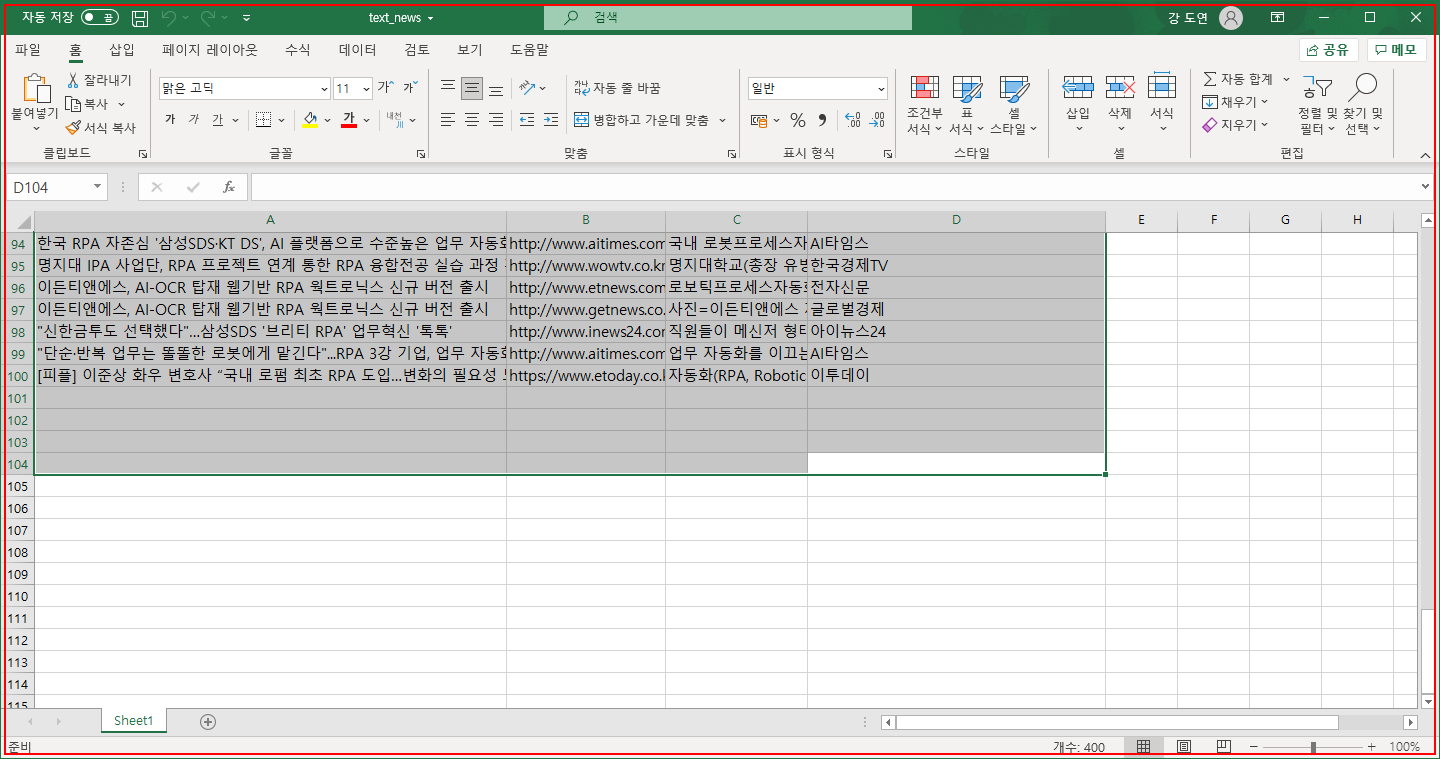 자동 저장 끔 text_news 검색 강 도연
파일 홈 삽입 페이지 레이아웃 수식 데이터 검토 보기 도움말 공유 메모
붙여넣기 잘라내기 복사 서식 복사
맑은 고딕 11 가^ 가ˇ
가 가 가 가 내천
자동 줄 바꿈
병합하고 가운데 맞춤
일반
% 9
조건부 서식 표 서식 셀 스타일
삽입 삭제 서식
자동 합계 채우기 지우기
정렬 및 필터 찾기 및 선택
클립보드 글꼴 맞춤 표시 형식 스타일 셀 편집
D104 fx
A B C D E F G H
94 한국 RPA 자존심 '삼성SDS·KT DS', AI 플랫폼으로 수준높은 업무 자동화 http://www.aitimes.com 국내 로봇프로세스자 AI타임스
95 명지대 IPA 사업단, RPA 프로젝트 연계 통한 RPA 융합전공 실습 과정 http://www.wowtv.co.kr 명지대학교(총장 유병 한국경제TV
96 이든티앤에스, AI-OCR 탑재 웹기반 RPA 웍트로닉스 신규 버전 출시 http://www.etnews.com 로보틱프로세스자동화 전자신문
97 이든티앤에스, AI-OCR 탑재 웹기반 RPA 웍트로닉스 신규 버전 출시 http://www.getnews.co. 사진=이든티앤에스 글로벌경제
98 "신한금투도 선택했다"…삼성SDS '브리티 RPA' 업무혁신 '톡톡' http://www.inews24.com 직원들이 메신저 형태 아이뉴스24
99 "단순·반복 업무는 똘똘한 로봇에게 맡긴다"...RPA 3강 기업, 업무 자동화 http://www.aitimes.com 업무 자동화를 이끄는 AI타임스
100 [피플] 이준상 화우 변호사 “국내 로펌 최초 RPA 도입…변화의 필요성 https://www.etoday.co.k 자동화(RPA, Robotic 이투데이
101
102
103
104
105
106
107
108
109
110
111
112
113
114
115
Sheet1
준비 개수: 400 100%